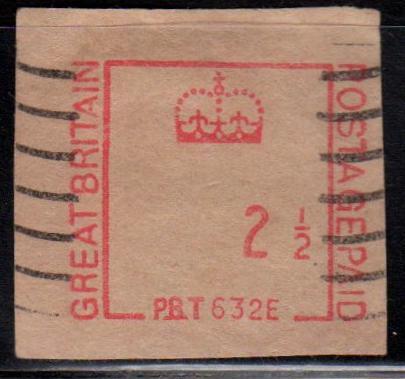 GREAT BRITAIN
POSTAGE PAID
2 ½
P.B.T 632E